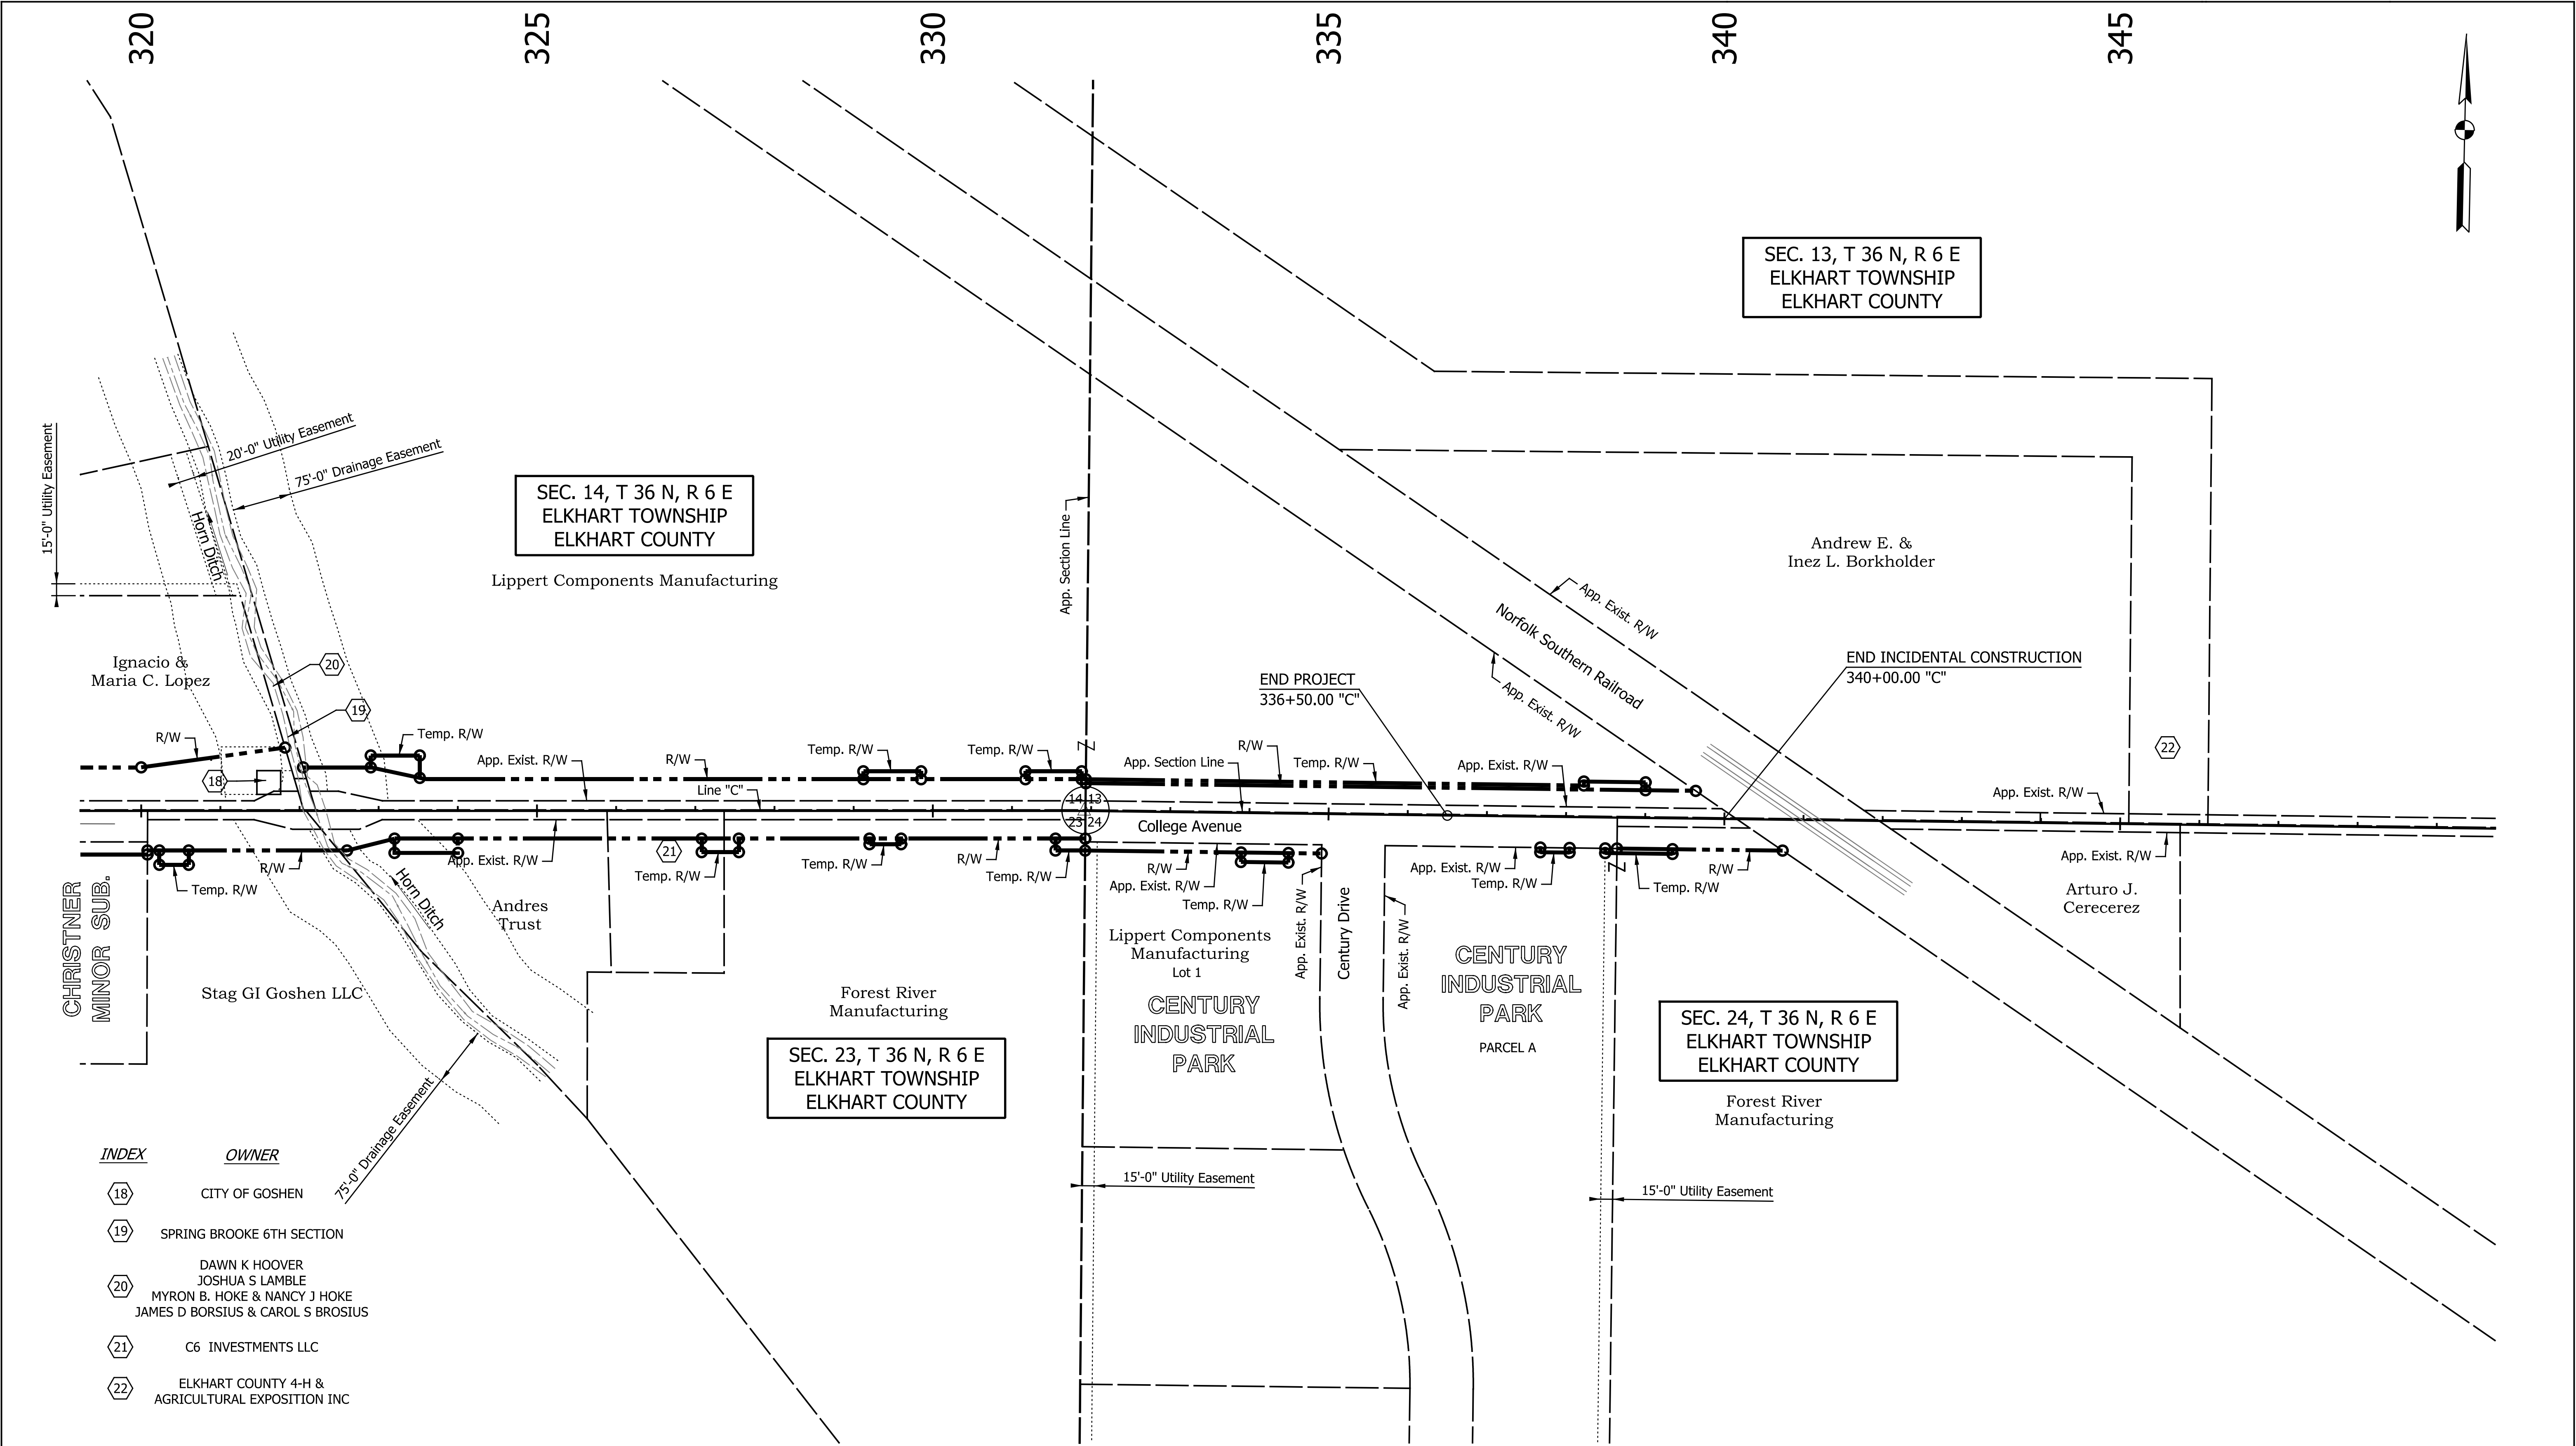 320
325
330
335
340
345
SEC. 13, T 36 N, R 6 E
ELKHART TOWNSHIP
ELKHART COUNTY
15'-0" Utility Easement
20'-0" Utility Easement
75'-0" Drainage Easement
Horn Ditch
SEC. 14, T 36 N, R 6 E
ELKHART TOWNSHIP
ELKHART COUNTY
Lippert Components Manufacturing
App. Section Line
Andrew E. &
Inez L. Borkholder
App. Exist. R/W
Norfolk Southern Railroad
App. Exist. R/W
END INCIDENTAL CONSTRUCTION
340+00.00 "C"
END PROJECT
336+50.00 "C"
Ignacio &
Maria C. Lopez
20
19
18
22
R/W
Temp. R/W
App. Exist. R/W
R/W
Line "C"
Temp. R/W
Temp. R/W
App. Section Line
R/W
Temp. R/W
App. Exist. R/W
App. Exist. R/W
14 13
23 24
College Avenue
Temp. R/W
R/W
App. Exist. R/W
21
Temp. R/W
Temp. R/W
R/W
Temp. R/W
R/W
App. Exist. R/W
Temp. R/W
App. Exist. R/W
Century Drive
App. Exist. R/W
App. Exist. R/W
Temp. R/W
R/W
Temp. R/W
App. Exist. R/W
Arturo J.
Cerecerez
CHRISTNER
MINOR SUB.
Horn Ditch
Andres
Trust
Stag GI Goshen LLC
75'-0" Drainage Easement
Forest River
Manufacturing
SEC. 23, T 36 N, R 6 E
ELKHART TOWNSHIP
ELKHART COUNTY
Lippert Components
Manufacturing
Lot 1
CENTURY
INDUSTRIAL
PARK
CENTURY
INDUSTRIAL
PARK
PARCEL A
SEC. 24, T 36 N, R 6 E
ELKHART TOWNSHIP
ELKHART COUNTY
Forest River
Manufacturing
15'-0" Utility Easement
15'-0" Utility Easement
INDEX OWNER
18 CITY OF GOSHEN
19 SPRING BROOKE 6TH SECTION
20 DAWN K HOOVER
JOSHUA S LAMBLE
MYRON B. HOKE & NANCY J HOKE
JAMES D BORSIUS & CAROL S BROSIUS
21 C6 INVESTMENTS LLC
22 ELKHART COUNTY 4-H &
AGRICULTURAL EXPOSITION INC